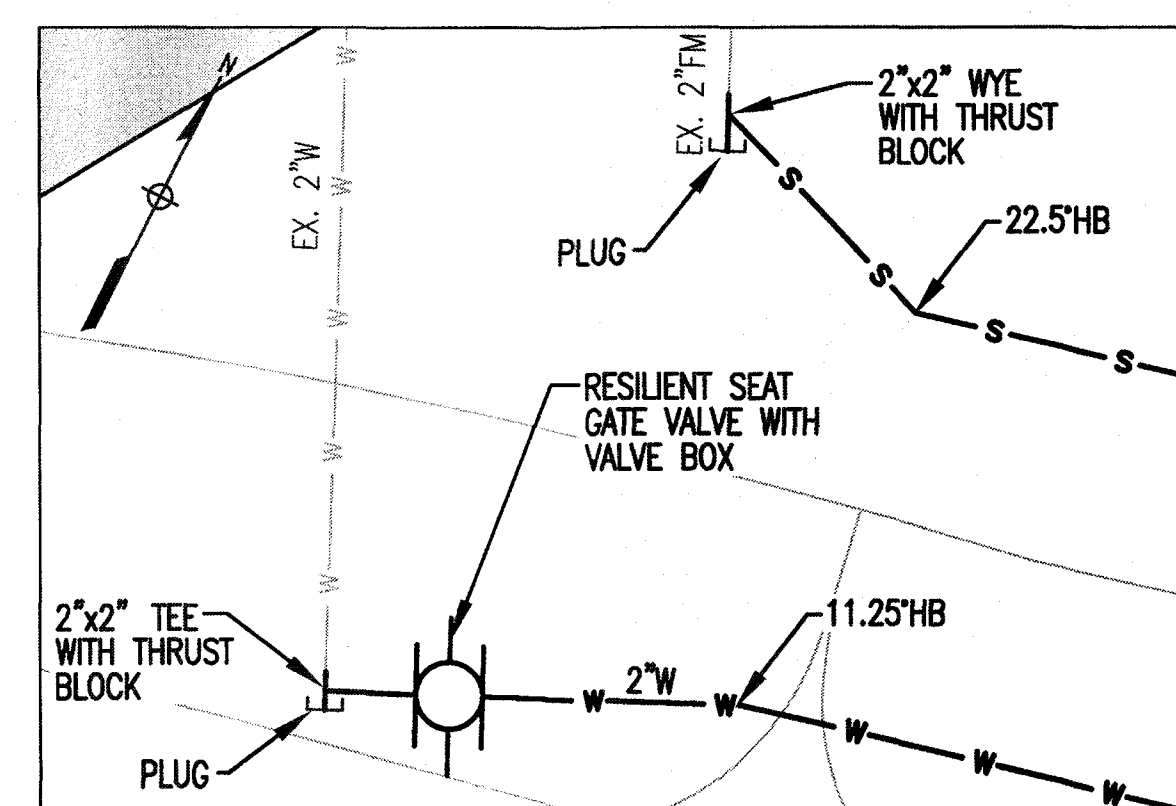 N
W
EX. 2"W
W
W
W
W
EX. 2"FM
2"x2" WYE
WITH THRUST
BLOCK
PLUG
S
S
22.5°HB
S
S
RESILIENT SEAT
GATE VALVE WITH
VALVE BOX
2"x2" TEE
WITH THRUST
BLOCK
PLUG
W
2"W
W
11.25°HB
W
W
W